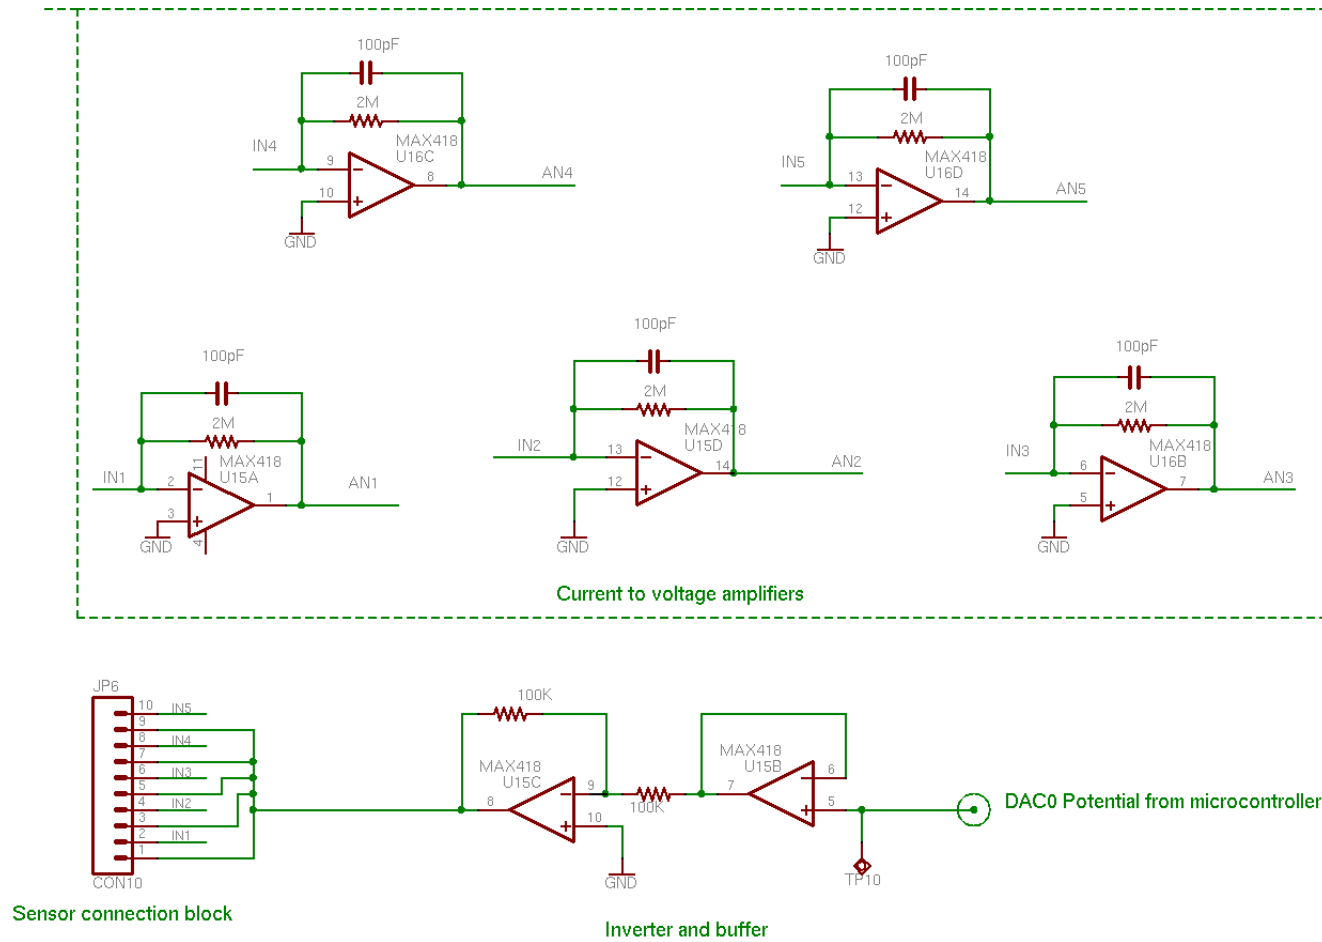 100pF
2M
MAX418
U16C
IN4
9
8
10
AN4
GND
100pF
2M
MAX418
U16D
IN5
13
14
12
AN5
GND
100pF
2M
MAX418
U15A
11
IN1
2
1
3
4
AN1
GND
100pF
2M
MAX418
U15D
IN2
13
14
12
AN2
GND
100pF
2M
MAX418
U16B
IN3
6
7
5
AN3
GND
Current to voltage amplifiers
JP6
10 IN5
9
8 IN4
7
6 IN3
5
4 IN2
3
2 IN1
1
CON10
Sensor connection block
100K
MAX418
U15C
8
9
10
GND
100K
MAX418
U15B
7
6
5
TP10
DAC0 Potential from microcontroller
Inverter and buffer